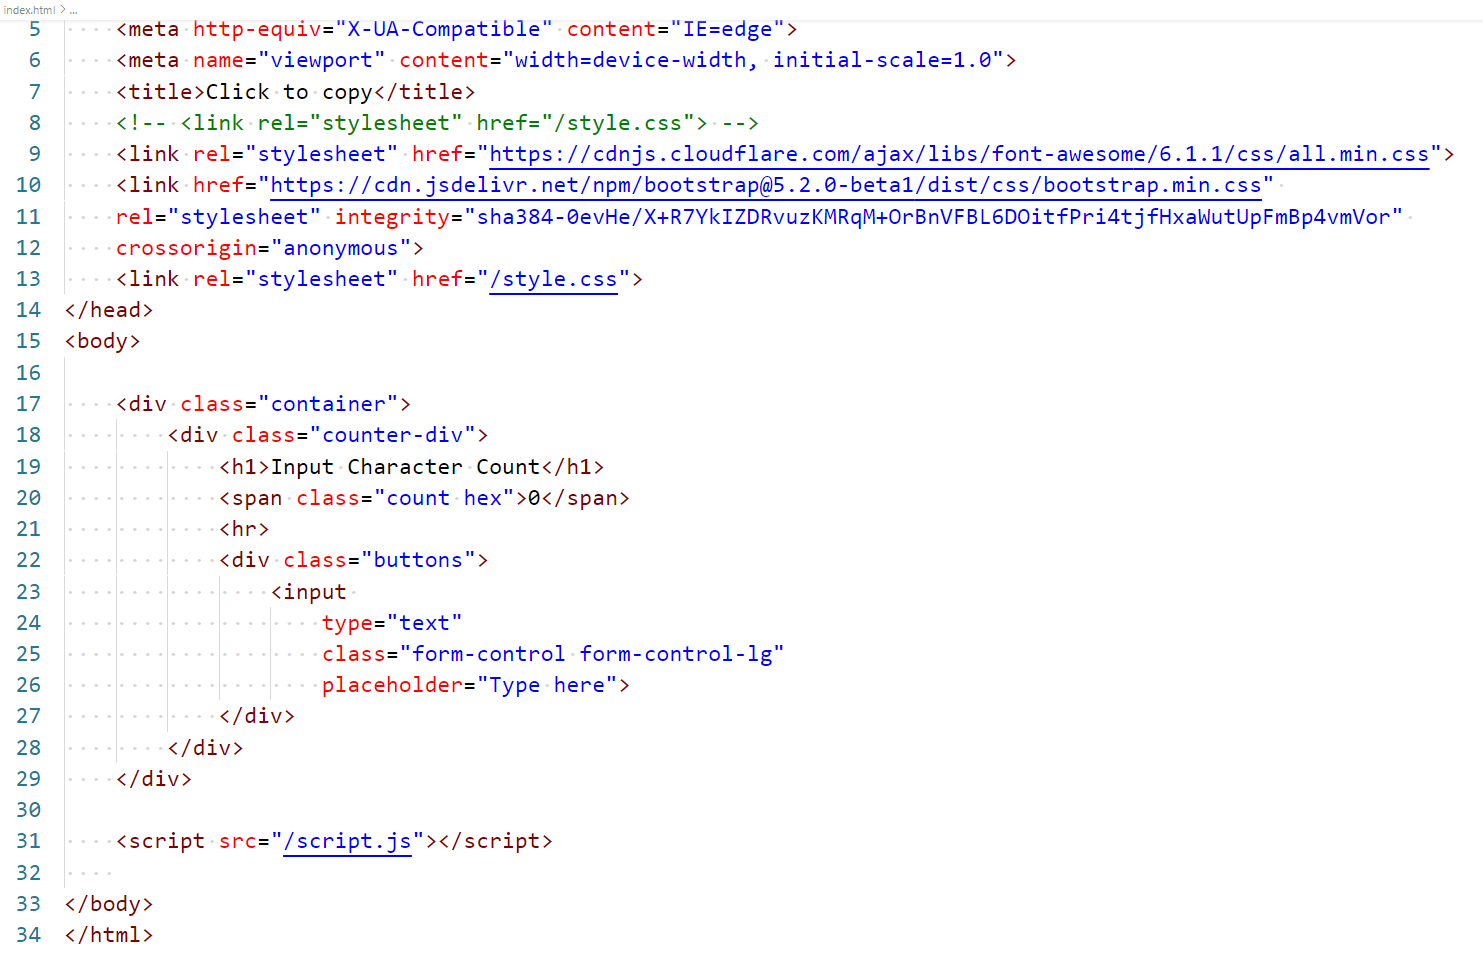 index.html > ...
5 <meta http-equiv="X-UA-Compatible" content="IE=edge">
6 <meta name="viewport" content="width=device-width, initial-scale=1.0">
7 <title>Click to copy</title>
8 <!-- <link rel="stylesheet" href="/style.css"> -->
9 <link rel="stylesheet" href="https://cdnjs.cloudflare.com/ajax/libs/font-awesome/6.1.1/css/all.min.css">
10 <link href="https://cdn.jsdelivr.net/npm/bootstrap@5.2.0-beta1/dist/css/bootstrap.min.css"
11 rel="stylesheet" integrity="sha384-0evHe/X+R7YkIZDRvuzKMRqM+OrBnVFBL6DOitfPri4tjfHxaWutUpFmBp4vmVor"
12 crossorigin="anonymous">
13 <link rel="stylesheet" href="/style.css">
14 </head>
15 <body>
16
17 <div class="container">
18 <div class="counter-div">
19 <h1>Input Character Count</h1>
20 <span class="count hex">0</span>
21 <hr>
22 <div class="buttons">
23 <input
24 type="text"
25 class="form-control form-control-lg"
26 placeholder="Type here">
27 </div>
28 </div>
29 </div>
30
31 <script src="/script.js"></script>
32
33 </body>
34 </html>